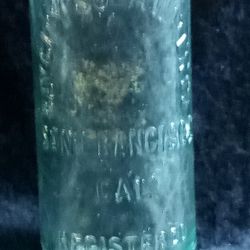 SAN FRANCISCO
CAL.
REGISTERED